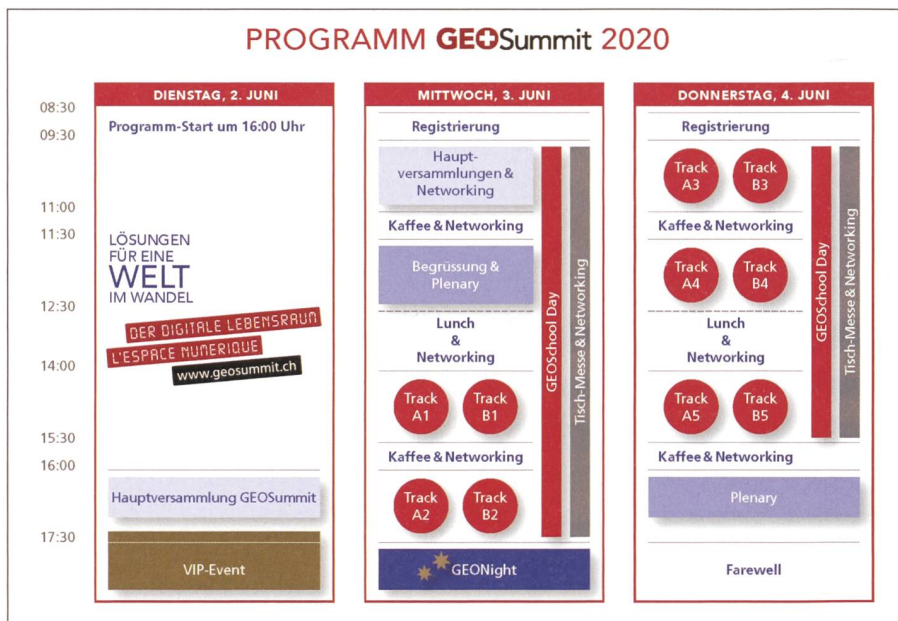 PROGRAMM GEOSummit 2020
08:30
09:30
11:00
11:30
12:30
14:00
15:30
16:00
17:30
DIENSTAG, 2. JUNI
Programm-Start um 16:00 Uhr
LÖSUNGEN
FÜR EINE
WELT
IM WANDEL
DER DIGITALE LEBENSRAUM
L'ESPACE NUMERIQUE
www.geosummit.ch
Hauptversammlung GEOSummit
VIP-Event
MITTWOCH, 3. JUNI
Registrierung
Haupt-
versammlungen &
Networking
Kaffee & Networking
Begrüssung &
Plenary
Lunch
&
Networking
Track
A1
Track
B1
Kaffee & Networking
Track
A2
Track
B2
GEOSchool Day
Tisch-Messe & Networking
GEONight
DONNERSTAG, 4. JUNI
Registrierung
Track
A3
Track
B3
Kaffee & Networking
Track
A4
Track
B4
Lunch
&
Networking
Track
A5
Track
B5
GEOSchool Day
Tisch-Messe & Networking
Kaffee & Networking
Plenary
Farewell